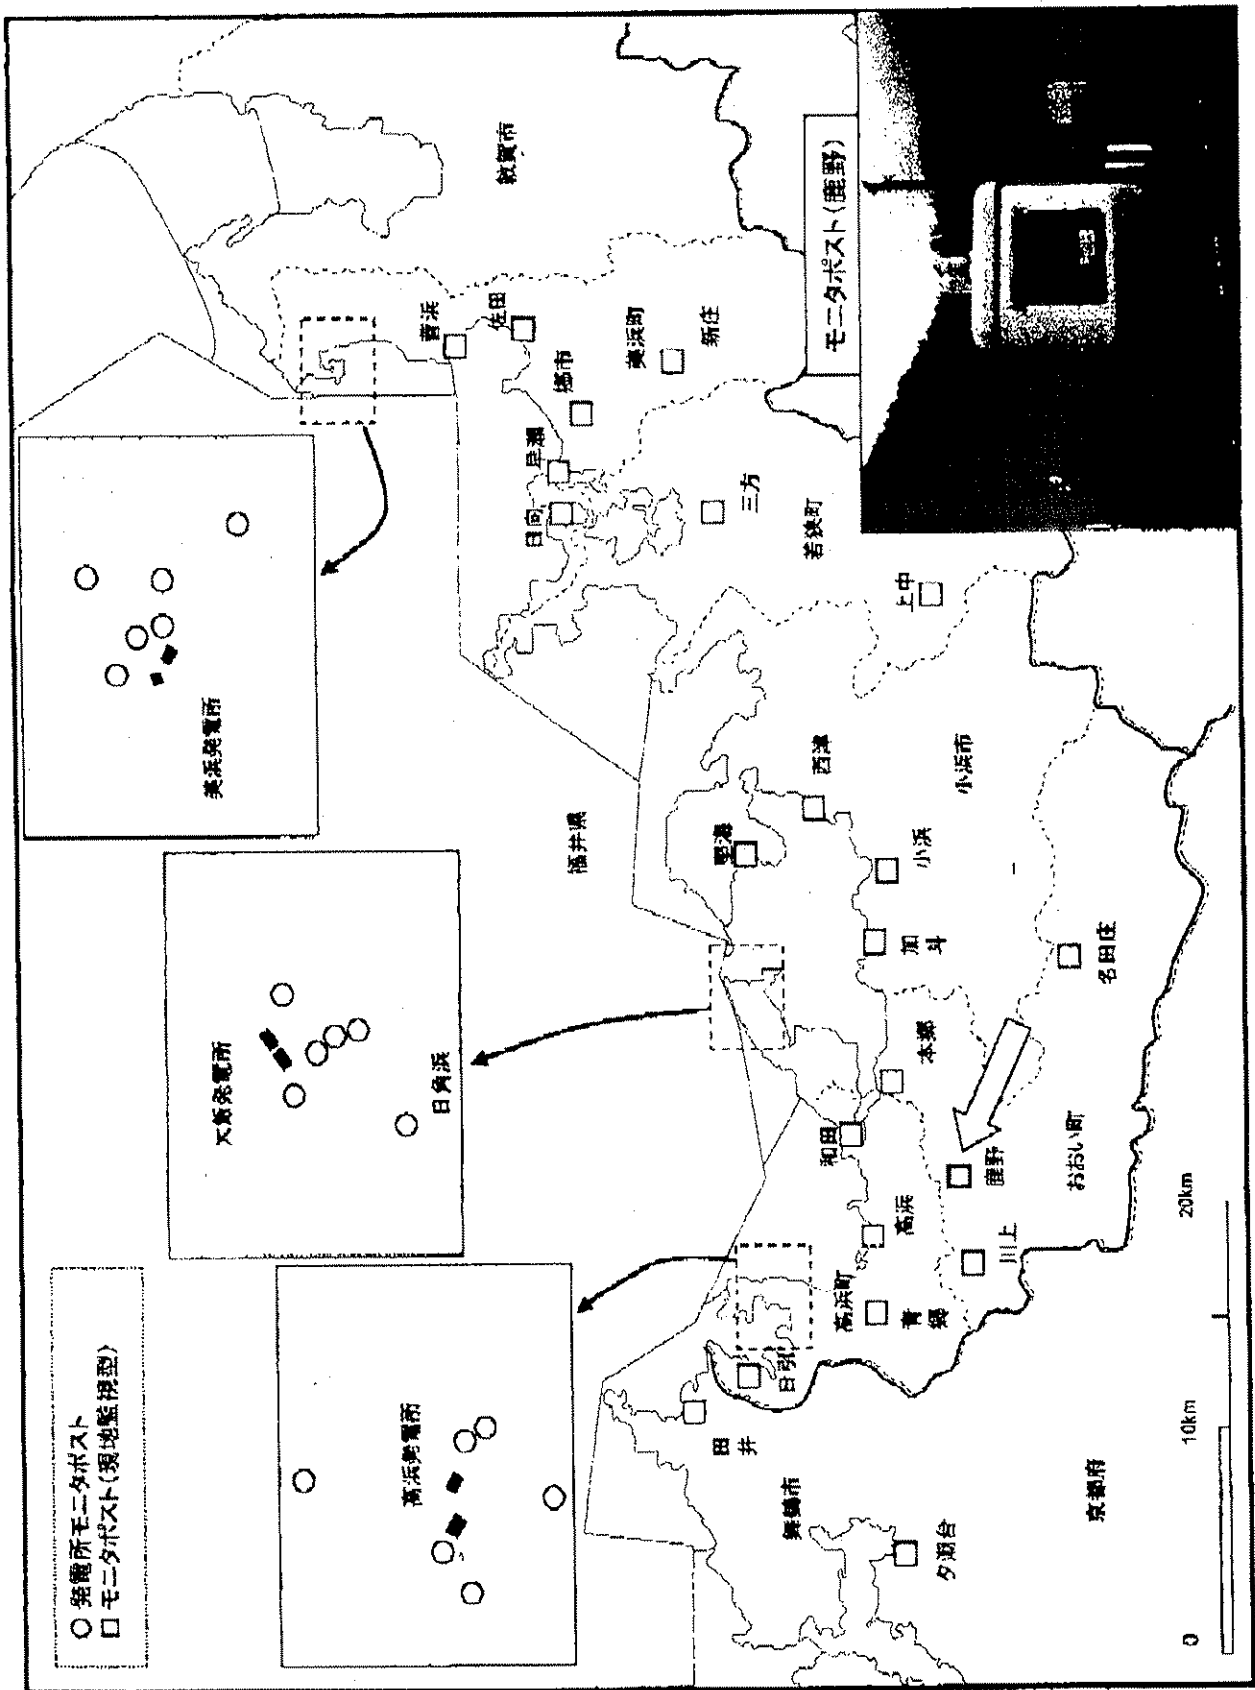 ○ 発電所モニタポスト
□ モニタポスト(現地監視型)
高浜発電所
大飯発電所
日角浜
美浜発電所
福井県
敦賀市
菅浜
佐田
郷市
早瀬
日向
美浜町
新庄
三方
若狭町
上中
西津
堅海
小浜市
小浜
加斗
名田庄
本郷
和田
鹿野
おおい町
高浜
川上
高浜町
青郷
日引
田井
舞鶴市
夕潮台
京都府
モニタポスト(鹿野)
0
10km
20km